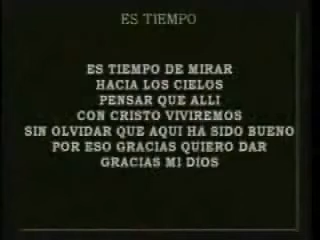 ES TIEMPO
ES TIEMPO DE MIRAR
HACIA LOS CIELOS
PENSAR QUE ALLI
CON CRISTO VIVIREMOS
SIN OLVIDAR QUE AQUI HA SIDO BUENO
POR ESO GRACIAS QUIERO DAR
GRACIAS MI DIOS